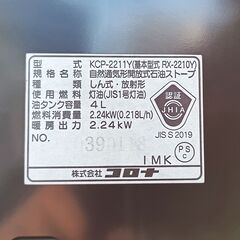 型式 KCP-2211Y(基本型式 RX-2210Y)
名称 自然通気形開放式石油ストーブ
種類 しん式・放射形
使用燃料 灯油(JIS1号灯油)
油タンク容量 4L
燃料消費量 2.24kW(0.218L/h)
暖房出力 2.24kW
認証
JHIA
JIS S 2019
NO.
IMK
PSC
株式会社コロナ